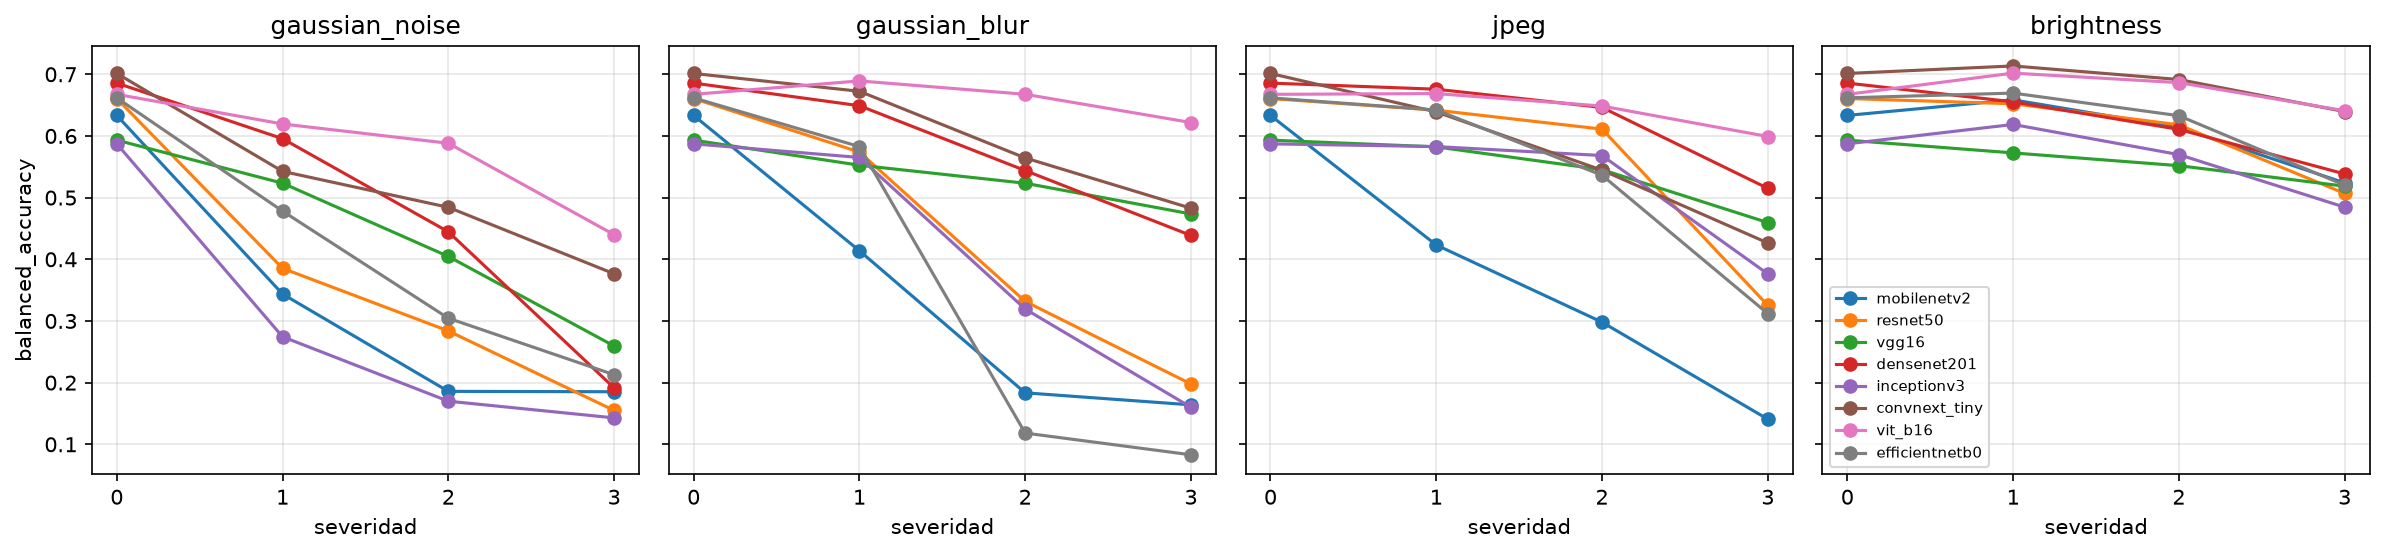 gaussian_noise
gaussian_blur
jpeg
brightness
balanced_accuracy
0.7
0.6
0.5
0.4
0.3
0.2
0.1
mobilenetv2
resnet50
vgg16
densenet201
inceptionv3
convnext_tiny
vit_b16
efficientnetb0
0 1 2 3
0 1 2 3
0 1 2 3
0 1 2 3
severidad
severidad
severidad
severidad